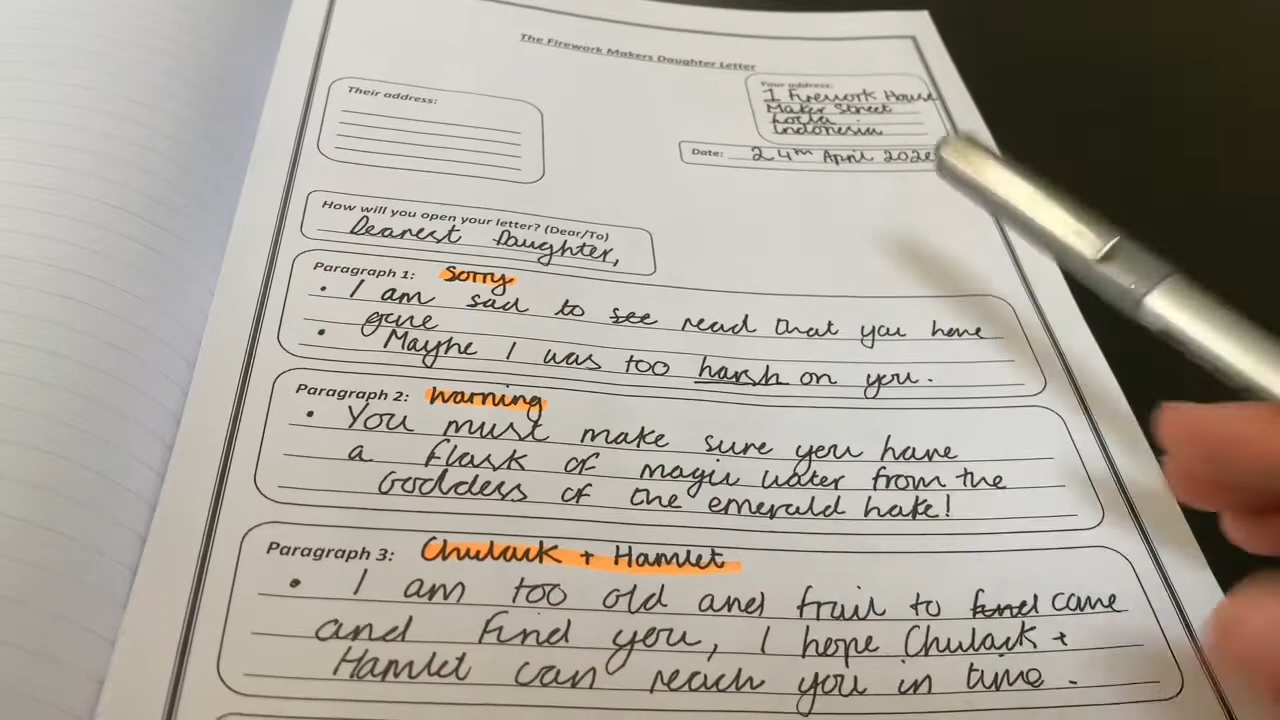 The Firework Makers Daughter Letter
Their address:
Your address:
1 Firework House
Maker Street
Indonesia
Date: 24th April 202
How will you open your letter? (Dear/To)
Dearest Daughter,
Paragraph 1: Sorry
• I am sad to see read that you have
gone
• Maybe I was too harsh on you.
Paragraph 2: Warning
• You must make sure you have
a flask of magic water from the
Goddess of the emerald lake!
Paragraph 3: Chulack + Hamlet
• I am too old and frail to find come
and find you, I hope Chulack +
Hamlet can reach you in time.